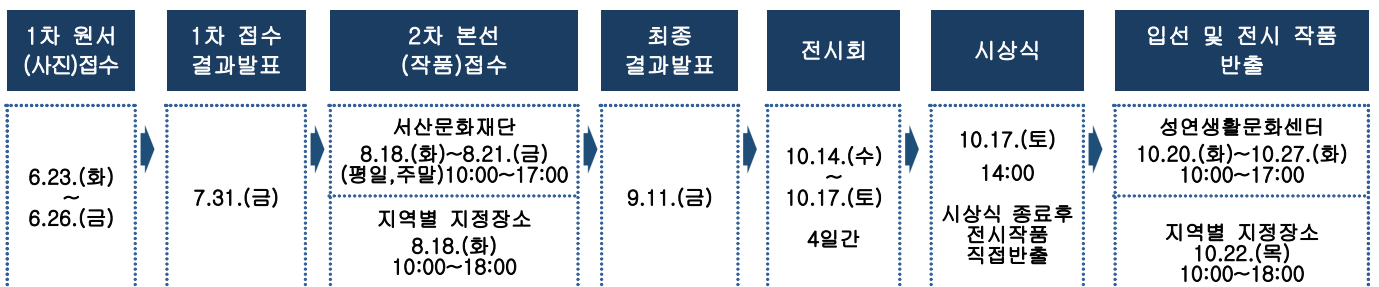 1차 원서
(사진)접수
1차 접수
결과발표
2차 본선
(작품)접수
최종
결과발표
전시회
시상식
입선 및 전시 작품
반출
6.23.(화)
~
6.26.(금)
7.31.(금)
서산문화재단
8.18.(화)~8.21.(금)
(평일,주말)10:00~17:00
지역별 지정장소
8.18.(화)
10:00~18:00
9.11.(금)
10.14.(수)
~
10.17.(토)
4일간
10.17.(토)
14:00
시상식 종료후
전시작품
직접반출
성연생활문화센터
10.20.(화)~10.27.(화)
10:00~17:00
지역별 지정장소
10.22.(목)
10:00~18:00